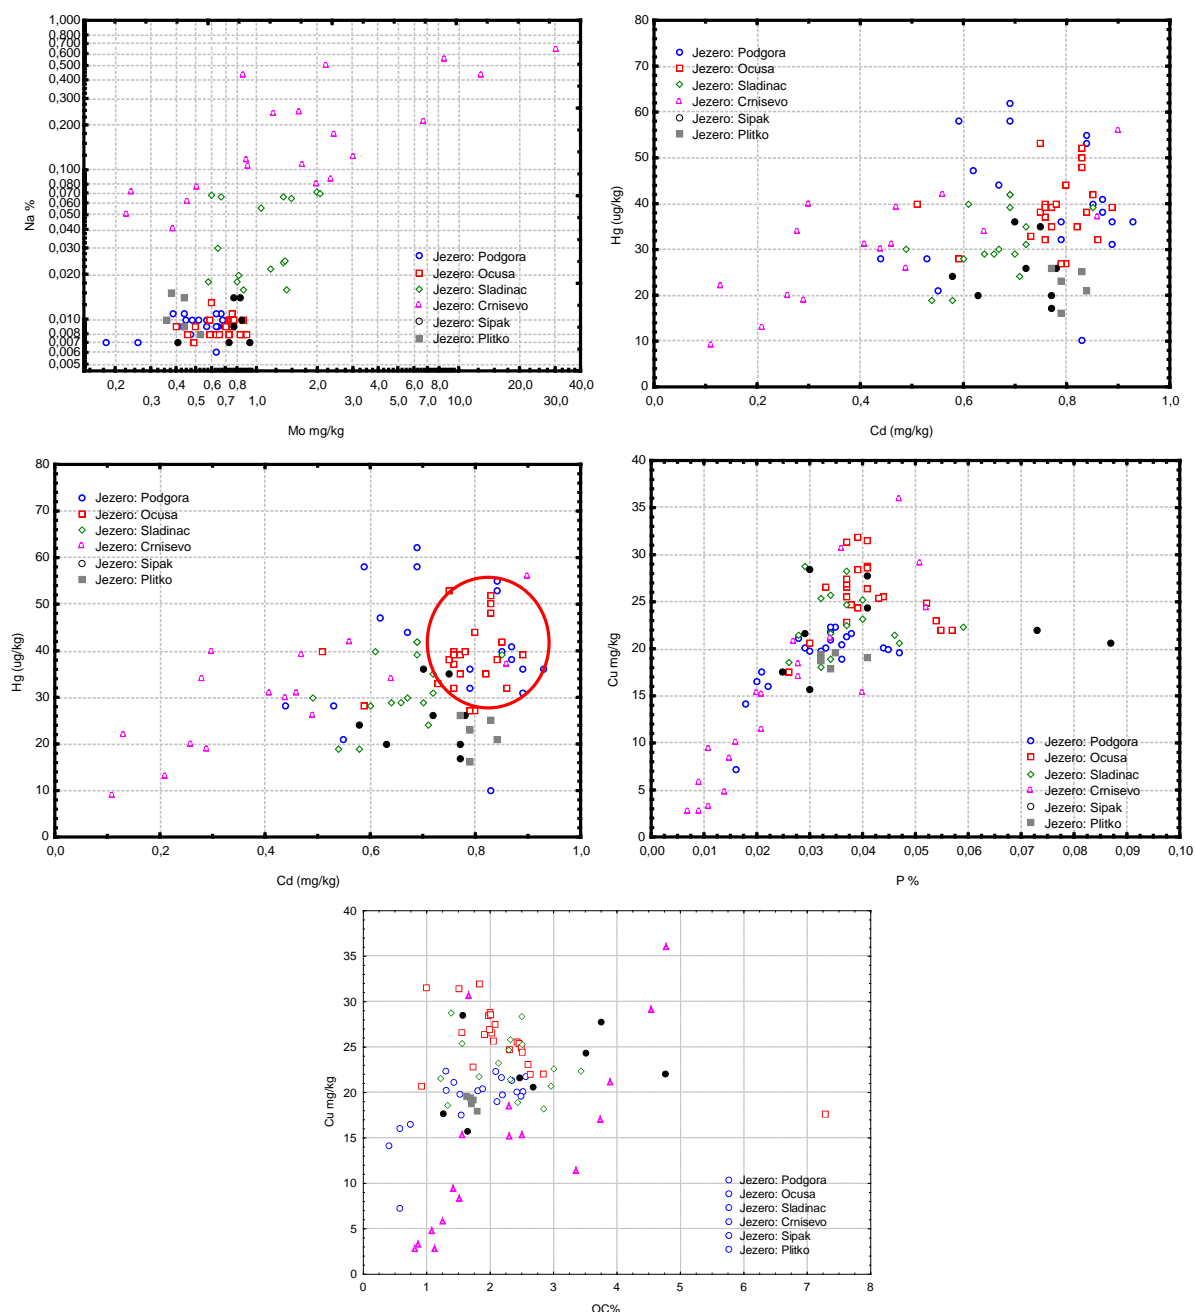 1,000
0,800
0,700
0,600
0,500
0,400
0,300
0,200
0,100
0,080
0,070
0,060
0,050
0,040
0,030
0,020
0,010
0,008
0,007
0,006
0,005
Na %
Jezero: Podgora
Jezero: Ocusa
Jezero: Sladinac
Jezero: Crnisevo
Jezero: Sipak
Jezero: Plitko
0,2 0,4 0,6 0,8 2,0 4,0 6,0 8,0 20,0 40,0
0,3 0,5 0,7 1,0 3,0 5,0 7,0 10,0 30,0
Mo mg/kg
80
70
60
50
40
30
20
10
0
Hg (ug/kg)
Jezero: Podgora
Jezero: Ocusa
Jezero: Sladinac
Jezero: Crnisevo
Jezero: Sipak
Jezero: Plitko
0,0 0,2 0,4 0,6 0,8 1,0
Cd (mg/kg)
80
70
60
50
40
30
20
10
0
Hg (ug/kg)
Jezero: Podgora
Jezero: Ocusa
Jezero: Sladinac
Jezero: Crnisevo
Jezero: Sipak
Jezero: Plitko
0,0 0,2 0,4 0,6 0,8 1,0
Cd (mg/kg)
40
35
30
25
20
15
10
5
0
Cu mg/kg
Jezero: Podgora
Jezero: Ocusa
Jezero: Sladinac
Jezero: Crnisevo
Jezero: Sipak
Jezero: Plitko
0,00 0,01 0,02 0,03 0,04 0,05 0,06 0,07 0,08 0,09 0,10
P %
40
35
30
25
20
15
10
5
0
Cu mg/kg
Jezero: Podgora
Jezero: Ocusa
Jezero: Sladinac
Jezero: Crnisevo
Jezero: Sipak
Jezero: Plitko
0 1 2 3 4 5 6 7 8
OC%